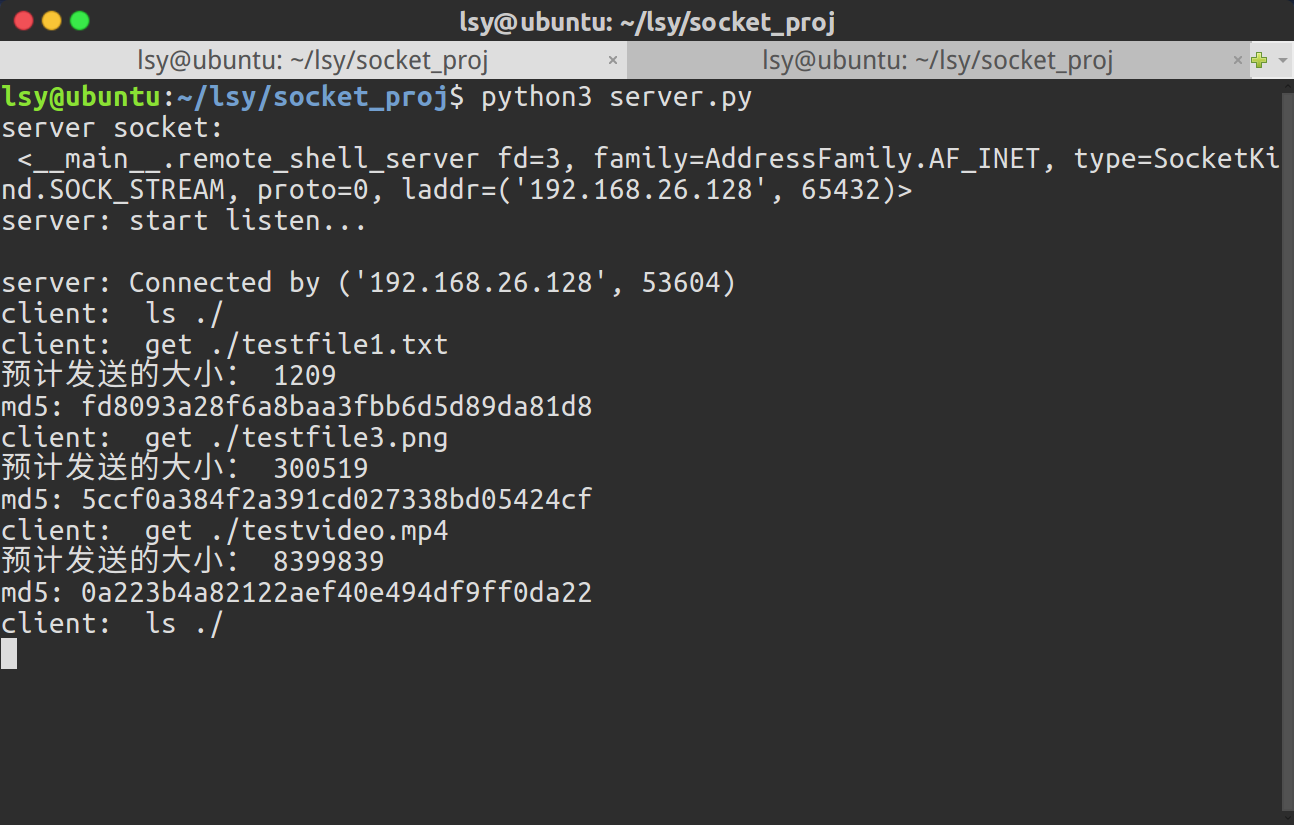 lsy@ubuntu: ~/lsy/socket_proj
lsy@ubuntu: ~/lsy/socket_proj × lsy@ubuntu: ~/lsy/socket_proj ×
lsy@ubuntu:~/lsy/socket_proj$ python3 server.py
server socket:
 <__main__.remote_shell_server fd=3, family=AddressFamily.AF_INET, type=SocketKi
nd.SOCK_STREAM, proto=0, laddr=('192.168.26.128', 65432)>
server: start listen...
server: Connected by ('192.168.26.128', 53604)
client:  ls ./
client:  get ./testfile1.txt
预计发送的大小： 1209
md5: fd8093a28f6a8baa3fbb6d5d89da81d8
client:  get ./testfile3.png
预计发送的大小： 300519
md5: 5ccf0a384f2a391cd027338bd05424cf
client:  get ./testvideo.mp4
预计发送的大小： 8399839
md5: 0a223b4a82122aef40e494df9ff0da22
client:  ls ./